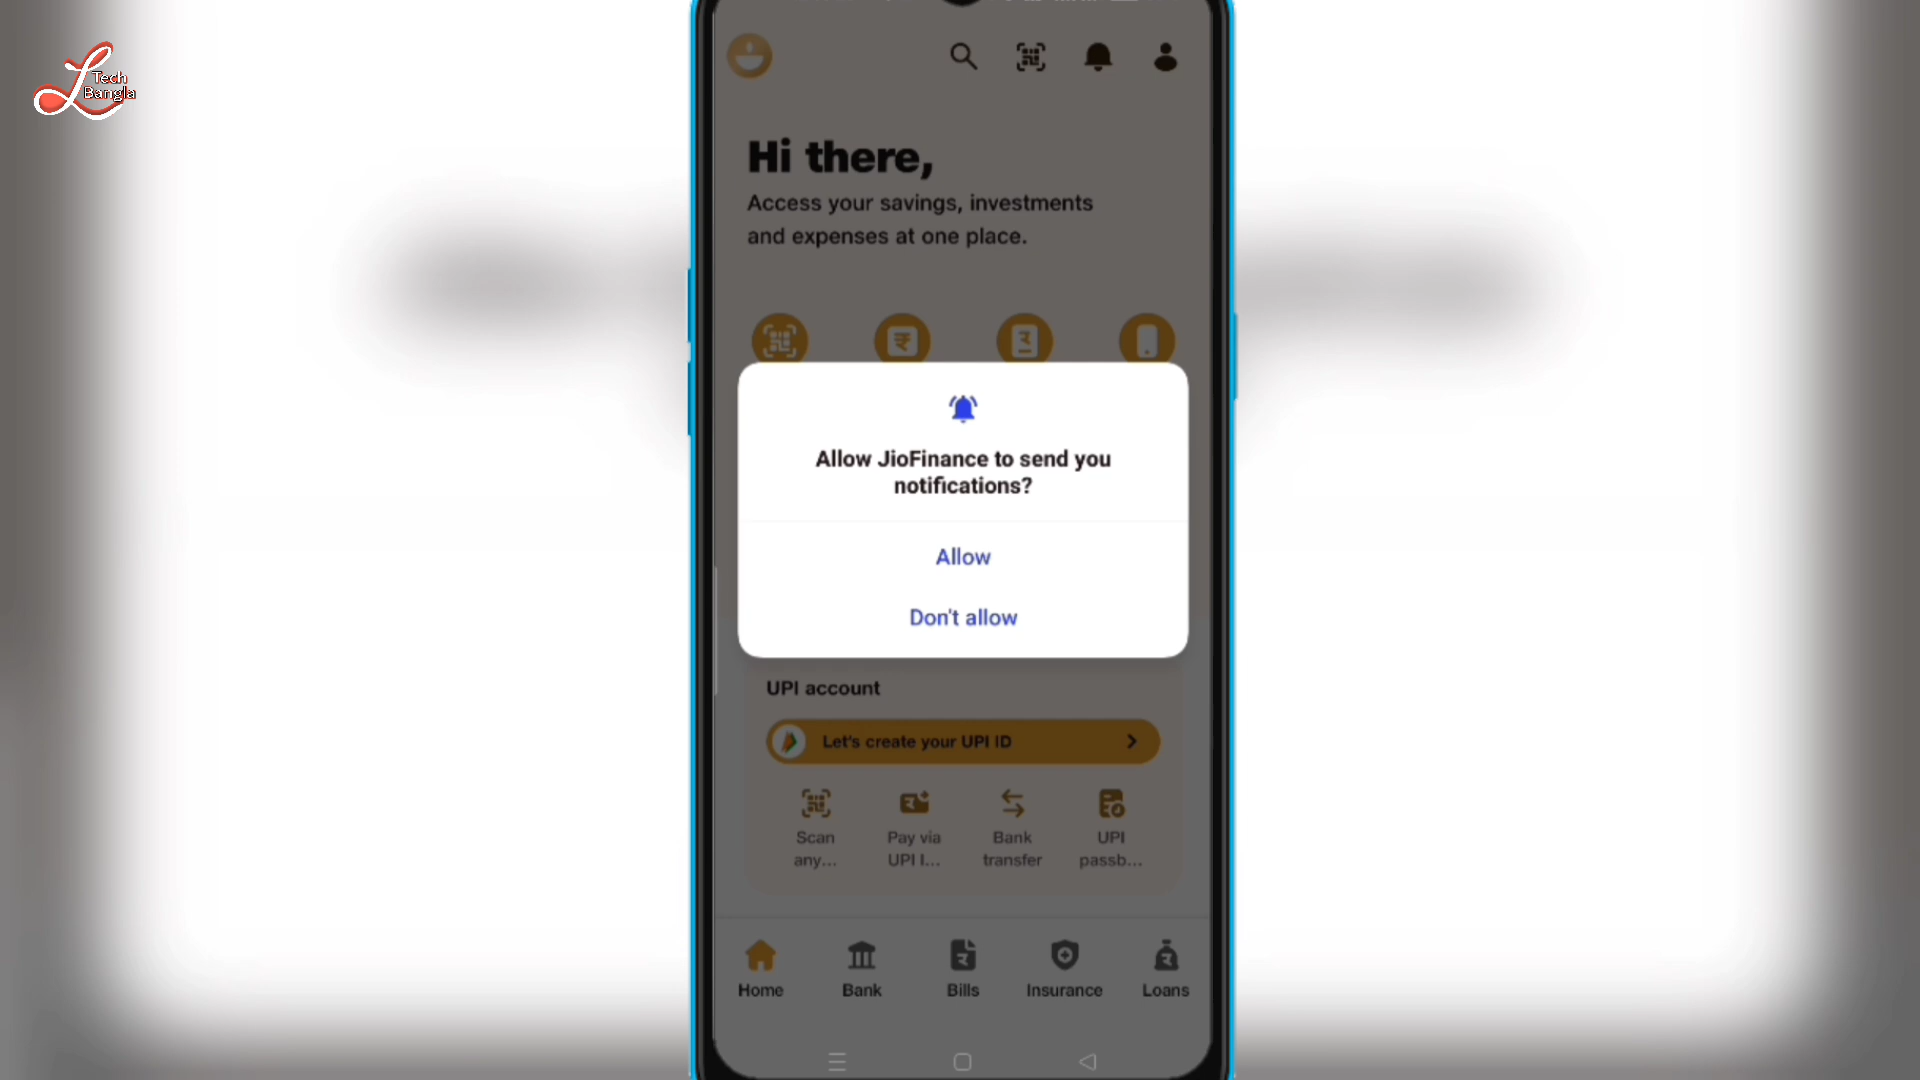 Tech
Bangla
Hi there,
Access your savings, investments
and expenses at one place.
Allow JioFinance to send you
notifications?
Allow
Don't allow
UPI account
Let's create your UPI ID
Scan
any...
Pay via
UPI I...
Bank
transfer
UPI
passb...
Home
Bank
Bills
Insurance
Loans